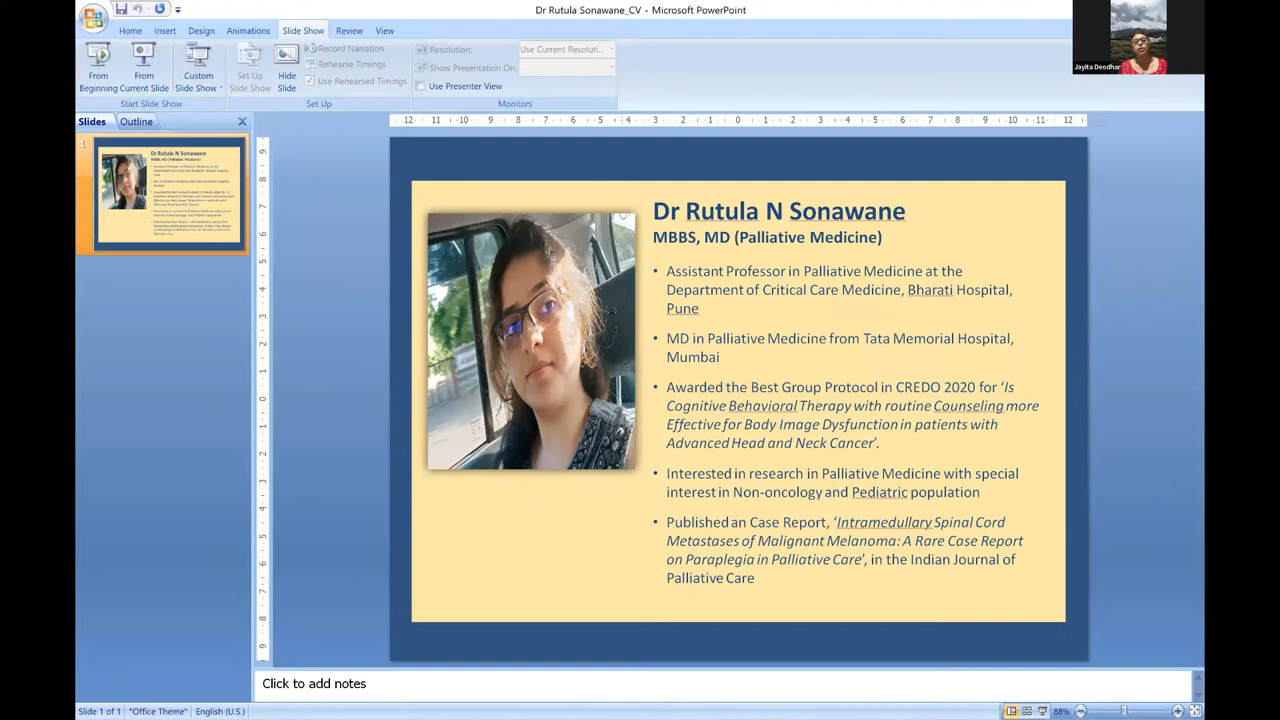 Dr Rutula Sonawane_CV - Microsoft PowerPoint
Home Insert Design Animations Slide Show Review View
From Beginning
From Current Slide
Custom Slide Show
Start Slide Show
Set Up Slide Show
Hide Slide
Record Narration
Rehearse Timings
Use Rehearsed Timings
Set Up
Resolution: Use Current Resoluti...
Show Presentation On:
Use Presenter View
Monitors
Jayita Deodhar
Slides Outline
Dr Rutula N Sonawane
MBBS, MD (Palliative Medicine)
• Assistant Professor in Palliative Medicine at the
Department of Critical Care Medicine, Bharati Hospital,
Pune
• MD in Palliative Medicine from Tata Memorial Hospital,
Mumbai
• Awarded the Best Group Protocol in CREDO 2020 for ‘Is
Cognitive Behavioral Therapy with routine Counseling more
Effective for Body Image Dysfunction in patients with
Advanced Head and Neck Cancer’.
• Interested in research in Palliative Medicine with special
interest in Non-oncology and Pediatric population
• Published an Case Report, ‘Intramedullary Spinal Cord
Metastases of Malignant Melanoma: A Rare Case Report
on Paraplegia in Palliative Care’, in the Indian Journal of
Palliative Care
Click to add notes
Slide 1 of 1 "Office Theme" English (U.S.) 88%